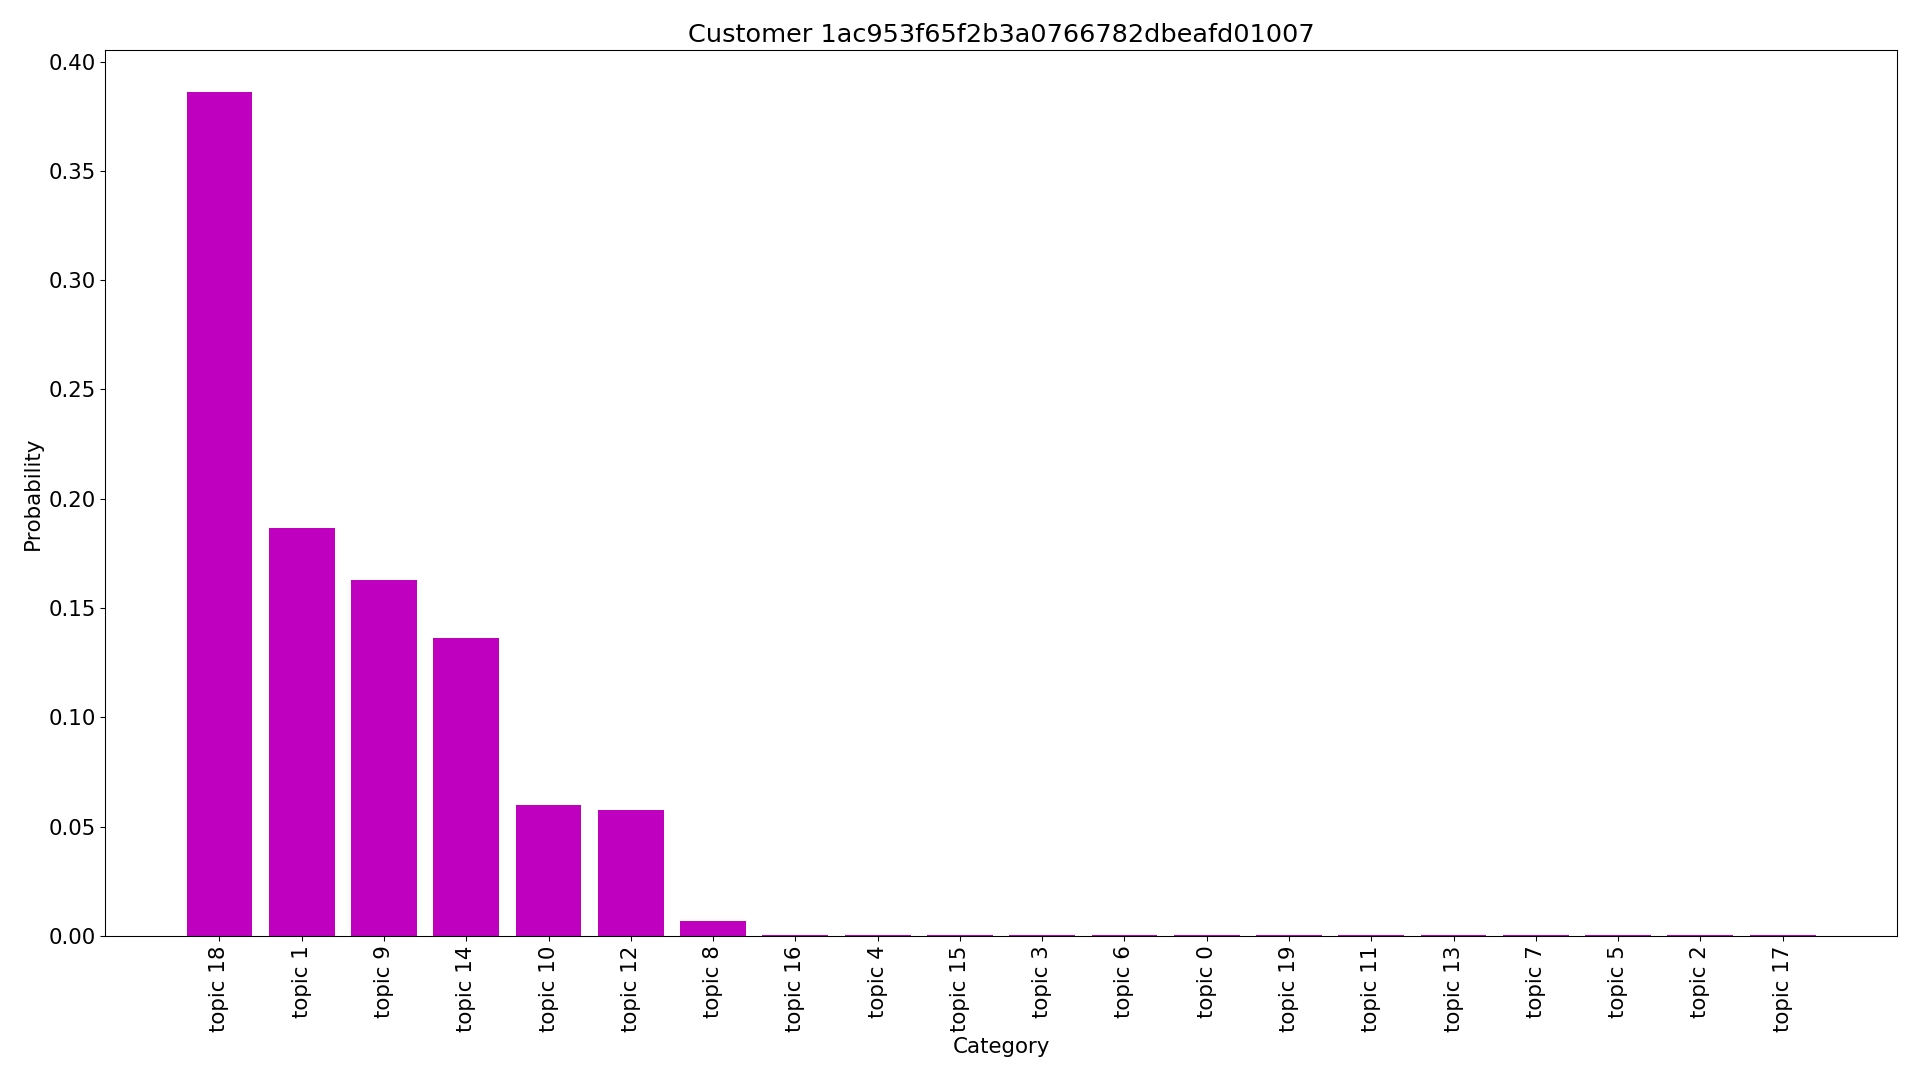 Customer 1ac953f65f2b3a0766782dbeafd01007
0.40
0.35
0.30
0.25
0.20
0.15
0.10
0.05
0.00
Probability
topic 18
topic 1
topic 9
topic 14
topic 10
topic 12
topic 8
topic 16
topic 4
topic 15
topic 3
topic 6
topic 0
topic 19
topic 11
topic 13
topic 7
topic 5
topic 2
topic 17
Category